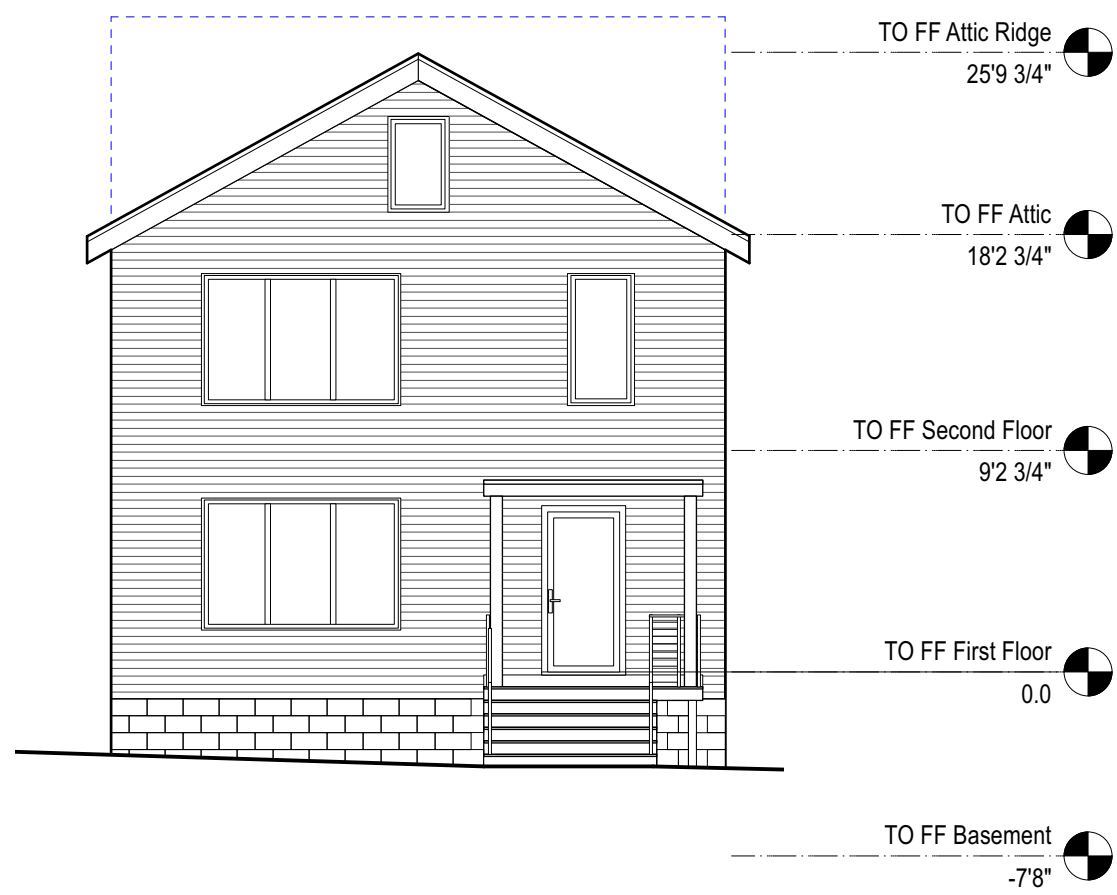 TO FF Attic Ridge
25'9 3/4"
TO FF Attic
18'2 3/4"
TO FF Second Floor
9'2 3/4"
TO FF First Floor
0.0
TO FF Basement
-7'8"